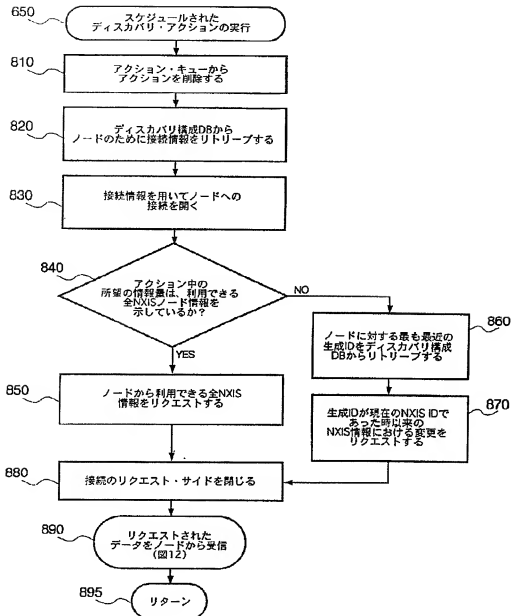 650
スケジュールされた
ディスカバリ・アクションの実行
810
アクション・キューから
アクションを削除する
820
ディスカバリ構成DBから
ノードのために接続情報をリトリーブする
830
接続情報を用いてノードへの
接続を開く
840
アクション中の
所望の情報量は、利用できる
全NXISノード情報を
示しているか?
NO
YES
860
ノードに対する最も最近の
生成IDをディスカバリ構成
DBからリトリーブする
850
ノードから利用できる全NXIS
情報をリクエストする
870
生成IDが現在のNXIS IDで
あった時以来の
NXIS情報における変更を
リクエストする
880
接続のリクエスト・サイドを閉じる
890
リクエストされた
データをノードから受信
(図12)
895
リターン